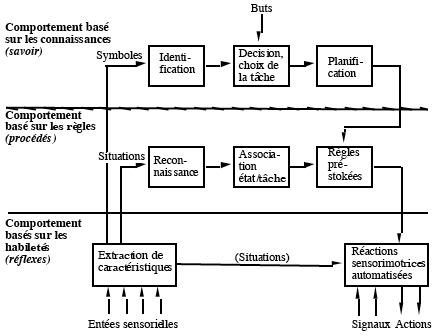 Buts
Comportement basé
sur les connaissances
(savoir)
Symboles
Identi-
fication
Decision,
choix de
la tâche
Planifi-
cation
Comportement
basé sur les règles
(procédés)
Situations
Recon-
naissance
Associa-
tion
état/tâche
Règles
pré-
stokées
Comportement
basés sur les
habiletés
(réflexes)
Extraction de
caractéristiques
(Situations)
Réactions
sensorimotrices
automatisées
Entées sensorielles
Signaux
Actions